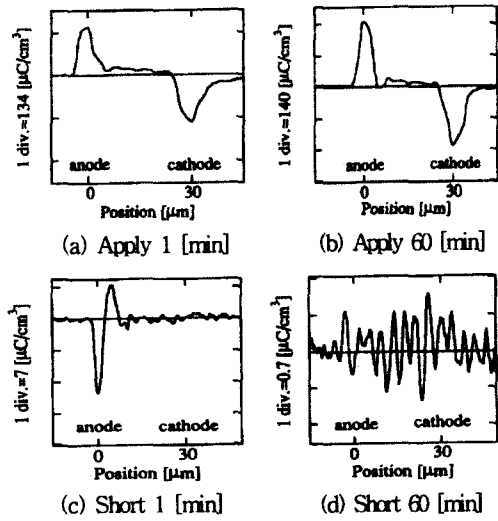 1 div.=134 [μC/cm³]
anode
cathode
0
30
Position [μm]
(a) Apply 1 [min]
1 div.=140 [μC/cm³]
anode
cathode
0
30
Position [μm]
(b) Apply 60 [min]
1 div.=7 [μC/cm³]
anode
cathode
0
30
Position [μm]
(c) Short 1 [min]
1 div.=0.7 [μC/cm³]
anode
cathode
0
30
Position [μm]
(d) Short 60 [min]